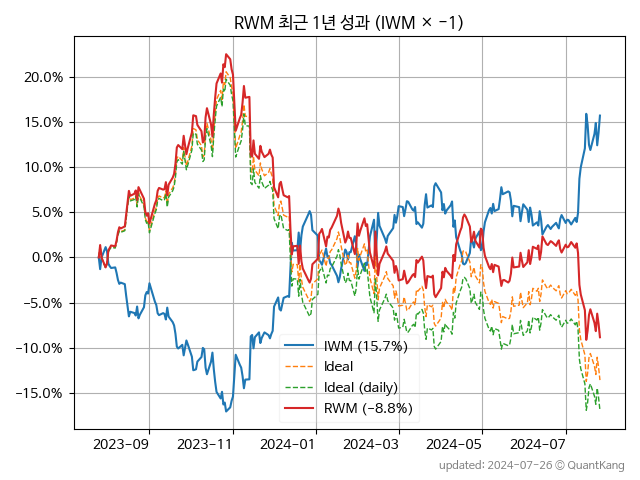 RWM 최근 1년 성과 (IWM × −1)
20.0%
15.0%
10.0%
5.0%
0.0%
−5.0%
−10.0%
−15.0%
IWM (15.7%)
Ideal
Ideal (daily)
RWM (−8.8%)
2023-09
2023-11
2024-01
2024-03
2024-05
2024-07
updated: 2024-07-26 © QuantKang